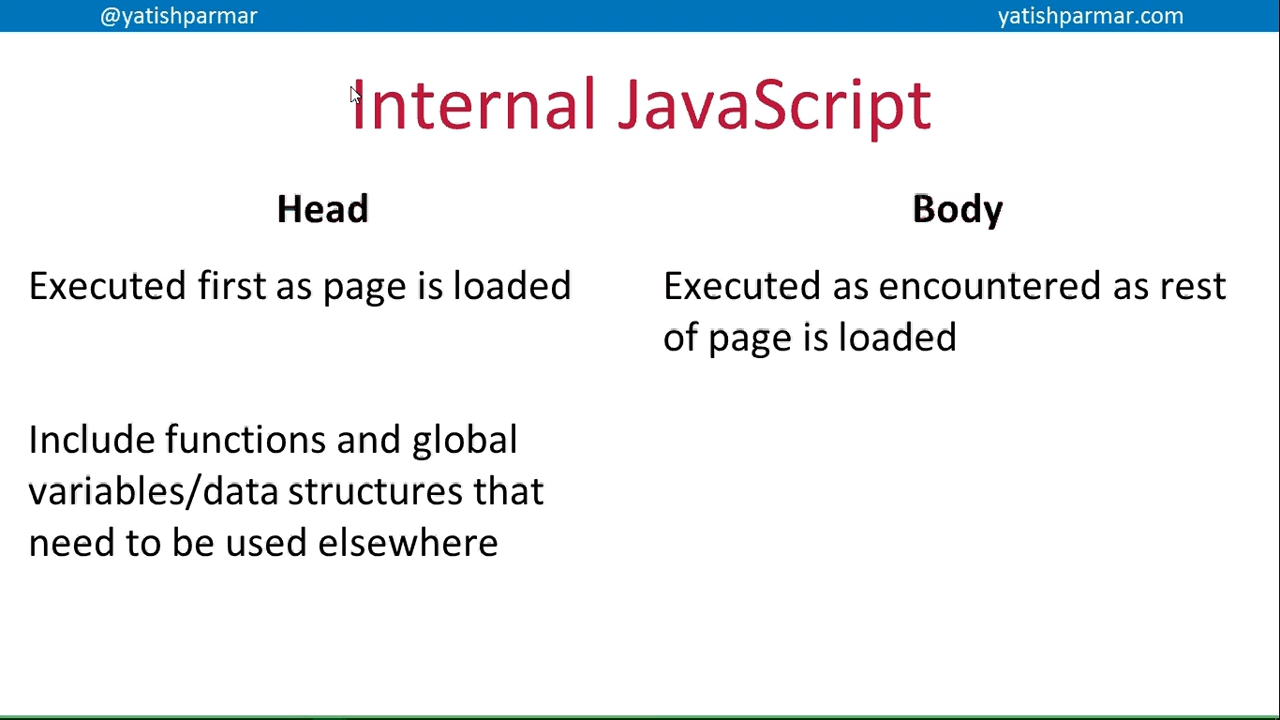 @yatishparmar
yatishparmar.com
Internal JavaScript
Head
Body
Executed first as page is loaded
Executed as encountered as rest
of page is loaded
Include functions and global
variables/data structures that
need to be used elsewhere